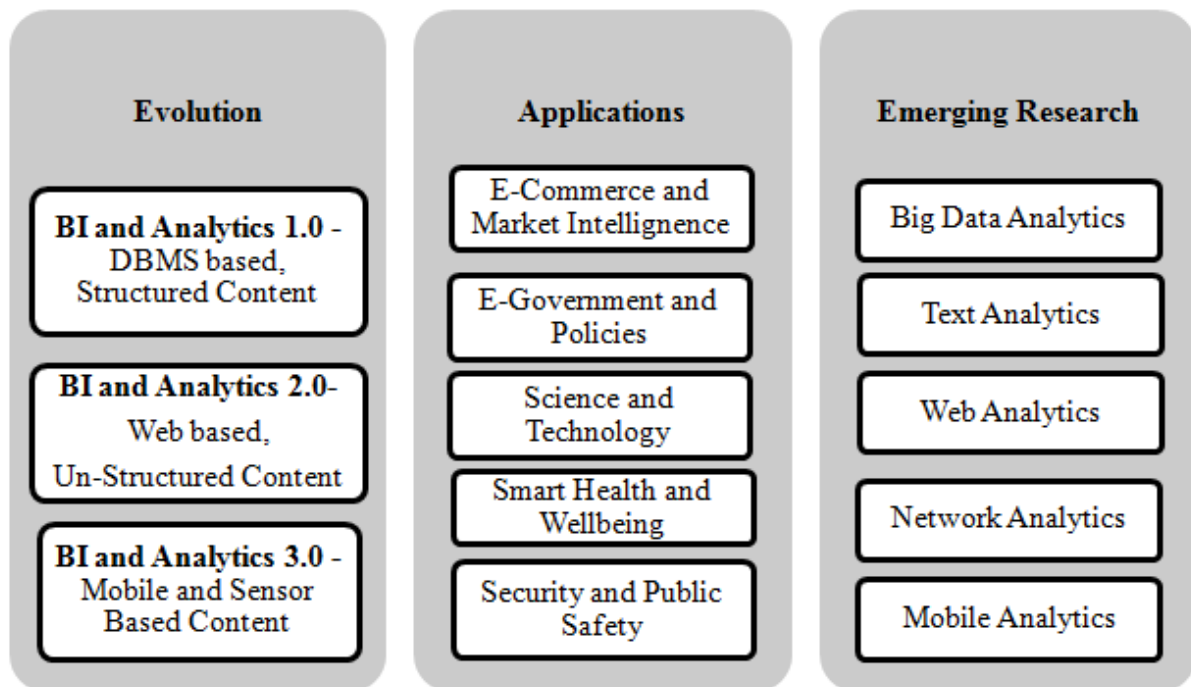 Evolution
BI and Analytics 1.0 -
DBMS based,
Structured Content
BI and Analytics 2.0-
Web based,
Un-Structured Content
BI and Analytics 3.0 -
Mobile and Sensor
Based Content
Applications
E-Commerce and
Market Intellignence
E-Government and
Policies
Science and
Technology
Smart Health and
Wellbeing
Security and Public
Safety
Emerging Research
Big Data Analytics
Text Analytics
Web Analytics
Network Analytics
Mobile Analytics